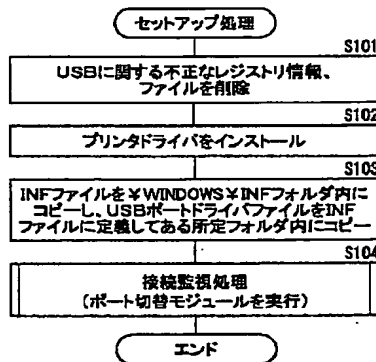 セットアップ処理
S101
USBに関する不正なレジストリ情報、
ファイルを削除
S102
プリンタドライバをインストール
S103
INFファイルを￥WINDOWS￥INFフォルダ内に
コピーし、USBポートドライバファイルをINF
ファイルに定義してある所定フォルダ内にコピー
S104
接続監視処理
(ポート切替モジュールを実行)
エンド